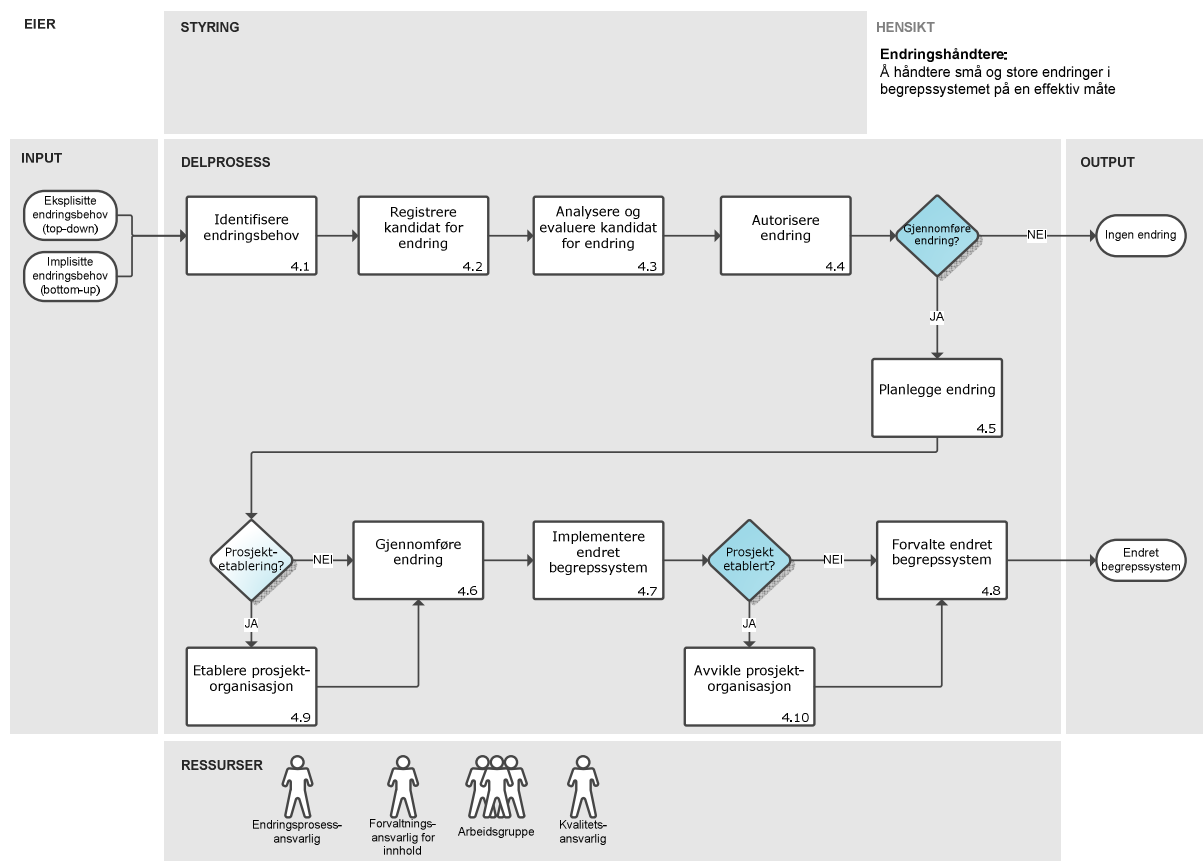 EIER
STYRING
HENSIKT
Endringshåndtere:
Å håndtere små og store endringer i
begrepssystemet på en effektiv måte
INPUT
DELPROSESS
OUTPUT
Eksplisitte
endringsbehov
(top-down)
Implisitte
endringsbehov
(bottom-up)
Identifisere
endringsbehov
4.1
Registrere
kandidat for
endring
4.2
Analysere og
evaluere kandidat
for endring
4.3
Autorisere
endring
4.4
Gjennomføre
endring?
NEI
Ingen endring
JA
Planlegge endring
4.5
Prosjekt-
etablering?
NEI
Gjennomføre
endring
4.6
Implementere
endret
begrepssystem
4.7
Prosjekt
etablert?
NEI
Forvalte endret
begrepssystem
4.8
Endret
begrepssystem
JA
JA
Etablere prosjekt-
organisasjon
4.9
Avvikle prosjekt-
organisasjon
4.10
RESSURSER
Endringsprosess-
ansvarlig
Forvaltnings-
ansvarlig for
innhold
Arbeidsgruppe
Kvalitets-
ansvarlig